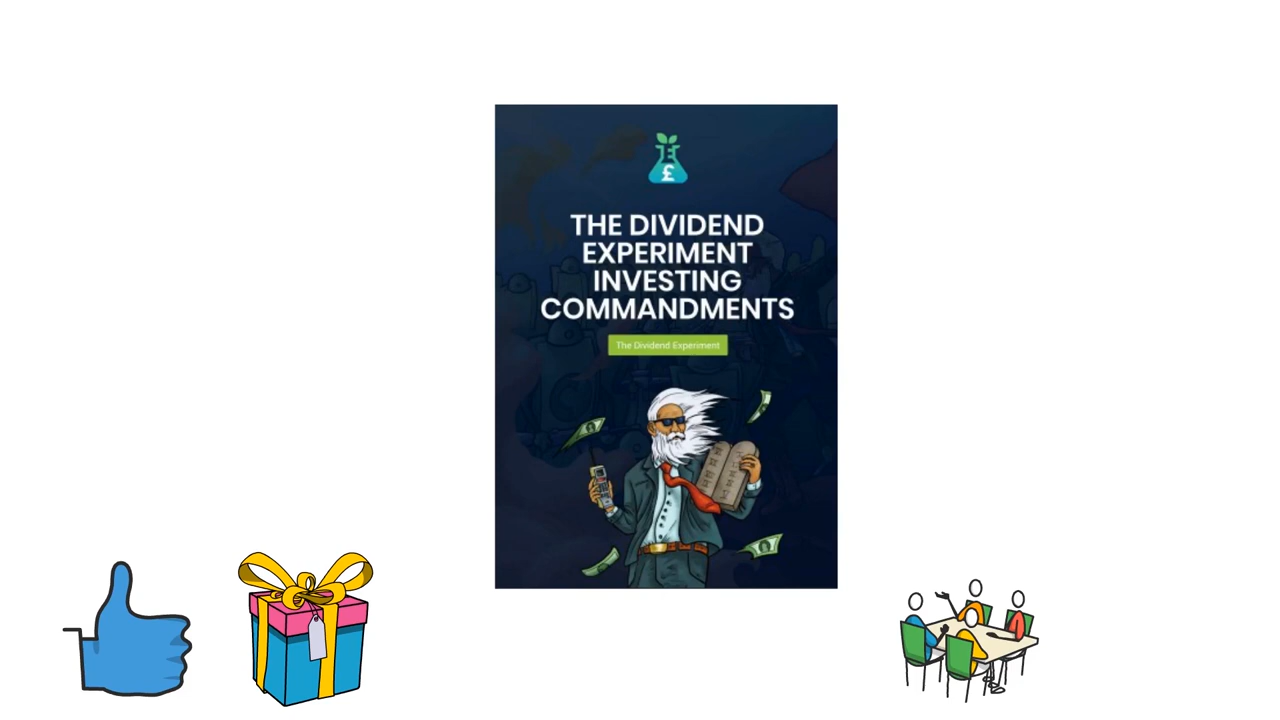 £
THE DIVIDEND
EXPERIMENT
INVESTING
COMMANDMENTS
The Dividend Experiment